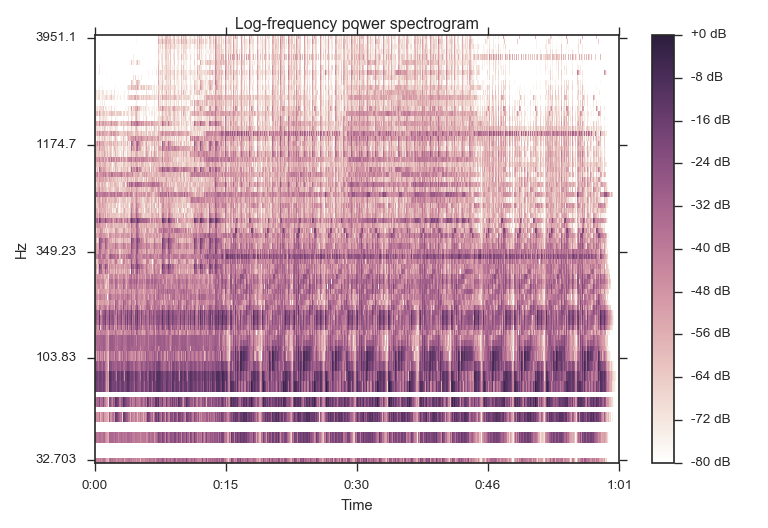 Log-frequency power spectrogram
3951.1
1174.7
349.23
103.83
32.703
Hz
0:00
0:15
0:30
0:46
1:01
Time
+0 dB
-8 dB
-16 dB
-24 dB
-32 dB
-40 dB
-48 dB
-56 dB
-64 dB
-72 dB
-80 dB